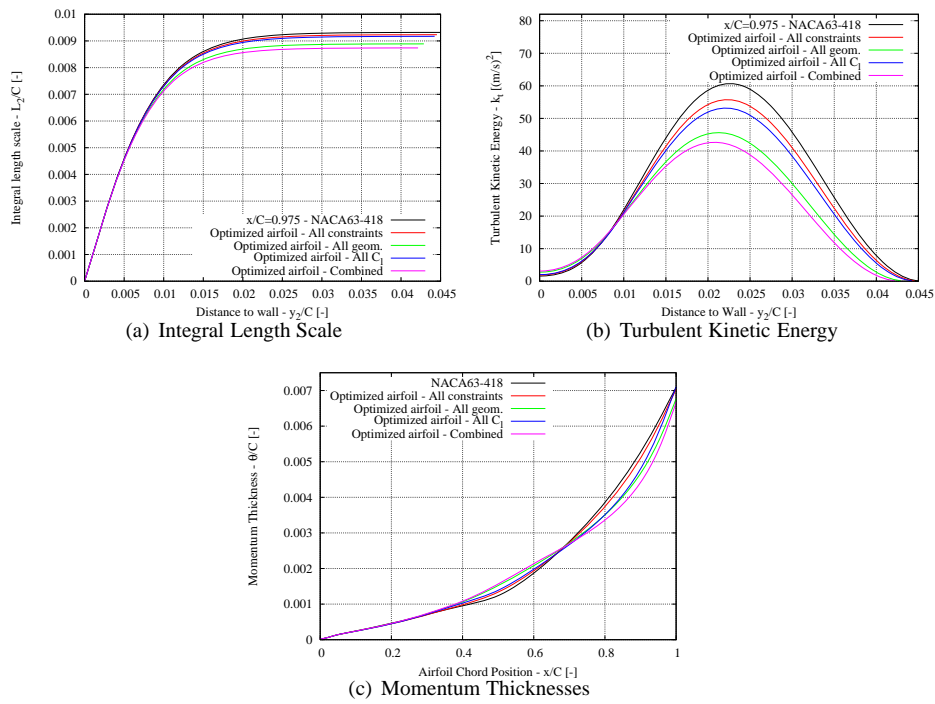 0.01
0.009
0.008
0.007
0.006
0.005
0.004
0.003
0.002
0.001
0
Integral length scale - L2/C [-]
x/C=0.975 - NACA63-418
Optimized airfoil - All constraints
Optimized airfoil - All geom.
Optimized airfoil - All Cl
Optimized airfoil - Combined
0 0.005 0.01 0.015 0.02 0.025 0.03 0.035 0.04 0.045
Distance to wall - y2/C [-]
(a) Integral Length Scale
80
70
60
50
40
30
20
10
0
Turbulent Kinetic Energy - kt [(m/s)^2]
x/C=0.975 - NACA63-418
Optimized airfoil - All constraints
Optimized airfoil - All geom.
Optimized airfoil - All Cl
Optimized airfoil - Combined
0 0.005 0.01 0.015 0.02 0.025 0.03 0.035 0.04 0.045
Distance to Wall - y2/C [-]
(b) Turbulent Kinetic Energy
0.007
0.006
0.005
0.004
0.003
0.002
0.001
0
Momentum Thickness - θ/C [-]
NACA63-418
Optimized airfoil - All constraints
Optimized airfoil - All geom.
Optimized airfoil - All Cl
Optimized airfoil - Combined
0 0.2 0.4 0.6 0.8 1
Airfoil Chord Position - x/C [-]
(c) Momentum Thicknesses